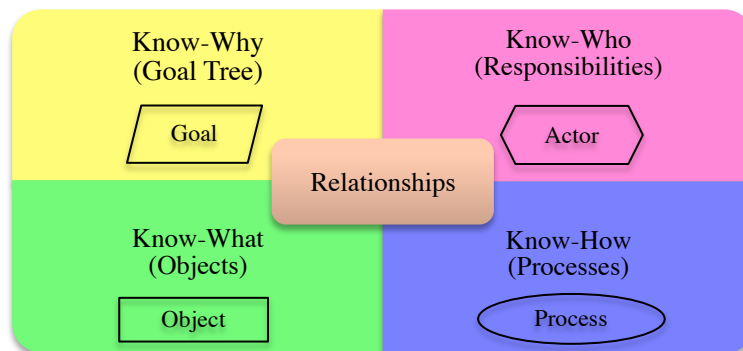 Know-Why
(Goal Tree)
Goal
Know-Who
(Responsibilities)
Actor
Relationships
Know-What
(Objects)
Object
Know-How
(Processes)
Process